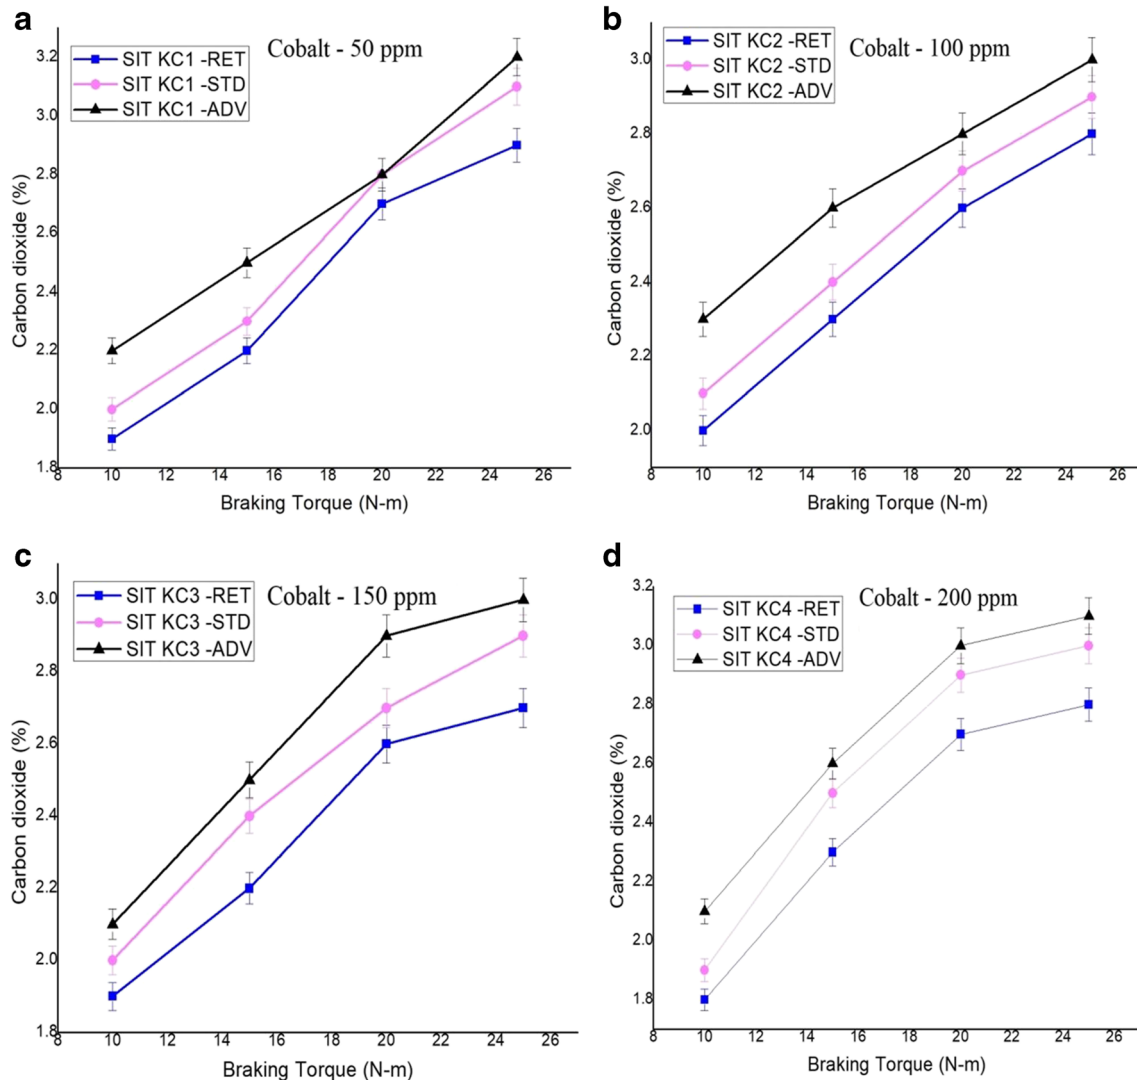 a
SIT KC1 -RET
SIT KC1 -STD
SIT KC1 -ADV
Cobalt - 50 ppm
3.2
3.0
2.8
2.6
2.4
2.2
2.0
1.8
Carbon dioxide (%)
8 10 12 14 16 18 20 22 24 26
Braking Torque (N-m)
b
SIT KC2 -RET
SIT KC2 -STD
SIT KC2 -ADV
Cobalt - 100 ppm
3.0
2.8
2.6
2.4
2.2
2.0
Carbon dioxide (%)
8 10 12 14 16 18 20 22 24 26
Braking Torque (N-m)
c
SIT KC3 -RET
SIT KC3 -STD
SIT KC3 -ADV
Cobalt - 150 ppm
3.0
2.8
2.6
2.4
2.2
2.0
1.8
Carbon dioxide (%)
8 10 12 14 16 18 20 22 24 26
Braking Torque (N-m)
d
SIT KC4 -RET
SIT KC4 -STD
SIT KC4 -ADV
Cobalt - 200 ppm
3.2
3.0
2.8
2.6
2.4
2.2
2.0
1.8
Carbon dioxide (%)
8 10 12 14 16 18 20 22 24 26
Braking Torque (N-m)